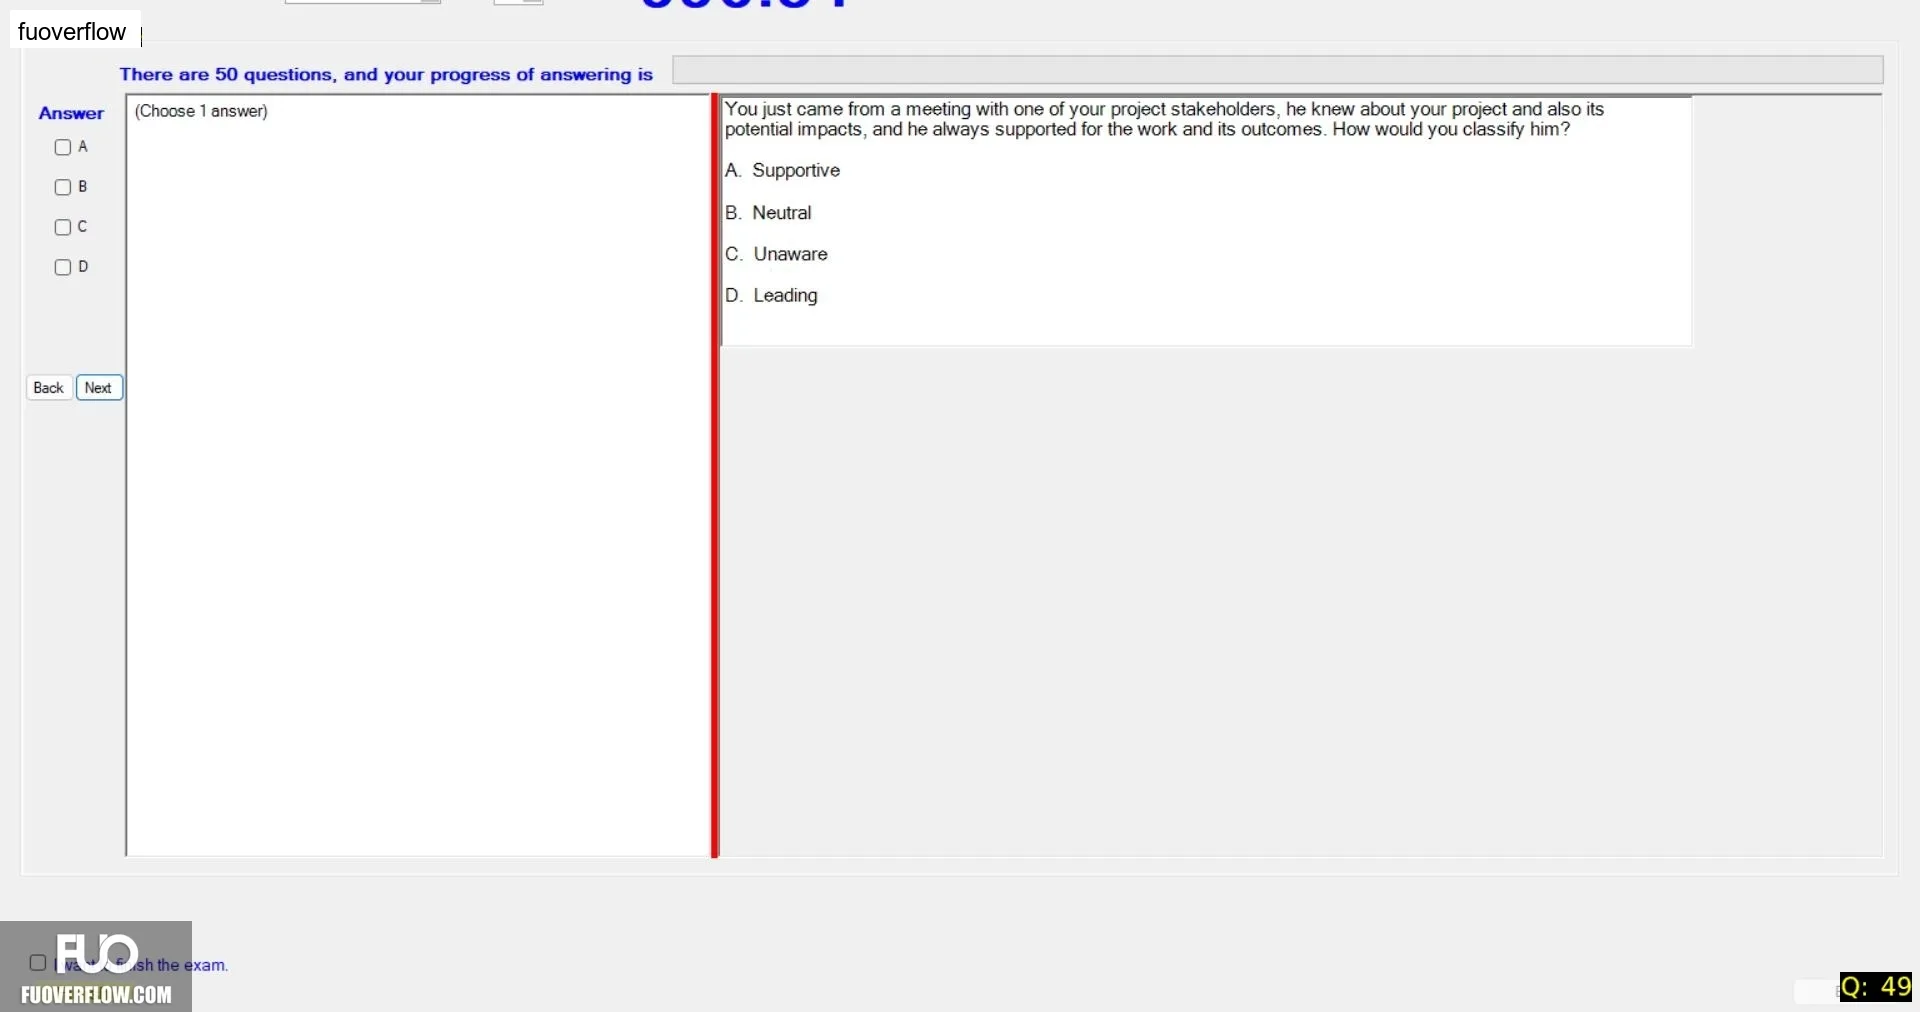 fuoverflow
There are 50 questions, and your progress of answering is
Answer
A
B
C
D
Back
Next
(Choose 1 answer)
You just came from a meeting with one of your project stakeholders, he knew about your project and also its
potential impacts, and he always supported for the work and its outcomes. How would you classify him?
A. Supportive
B. Neutral
C. Unaware
D. Leading
the exam.
FUO
FUOVERFLOW.COM
Q: 49